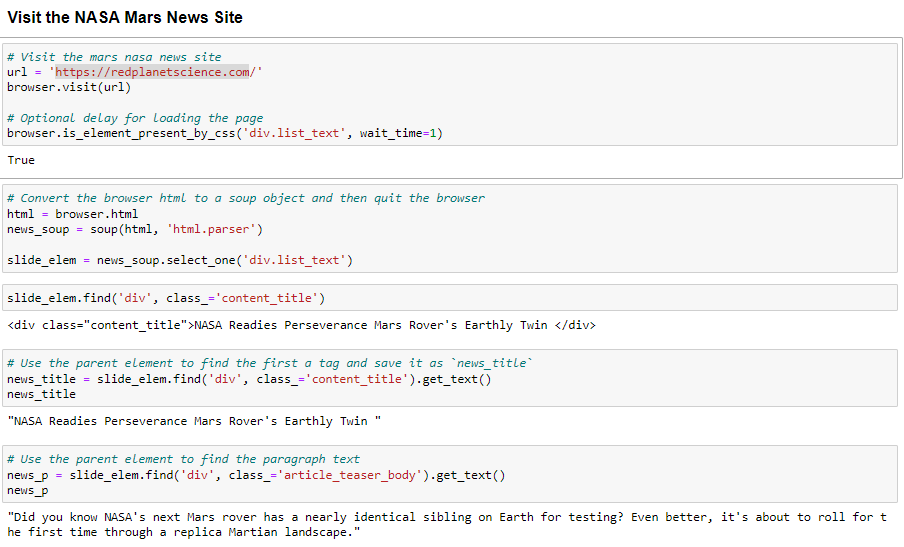 Visit the NASA Mars News Site
# Visit the mars nasa news site
url = 'https://redplanetscience.com/'
browser.visit(url)
# Optional delay for loading the page
browser.is_element_present_by_css('div.list_text', wait_time=1)
True
# Convert the browser html to a soup object and then quit the browser
html = browser.html
news_soup = soup(html, 'html.parser')
slide_elem = news_soup.select_one('div.list_text')
slide_elem.find('div', class_='content_title')
<div class="content_title">NASA Readies Perseverance Mars Rover's Earthly Twin </div>
# Use the parent element to find the first a tag and save it as `news_title`
news_title = slide_elem.find('div', class_='content_title').get_text()
news_title
"NASA Readies Perseverance Mars Rover's Earthly Twin "
# Use the parent element to find the paragraph text
news_p = slide_elem.find('div', class_='article_teaser_body').get_text()
news_p
"Did you know NASA's next Mars rover has a nearly identical sibling on Earth for testing? Even better, it's about to roll for t
he first time through a replica Martian landscape."